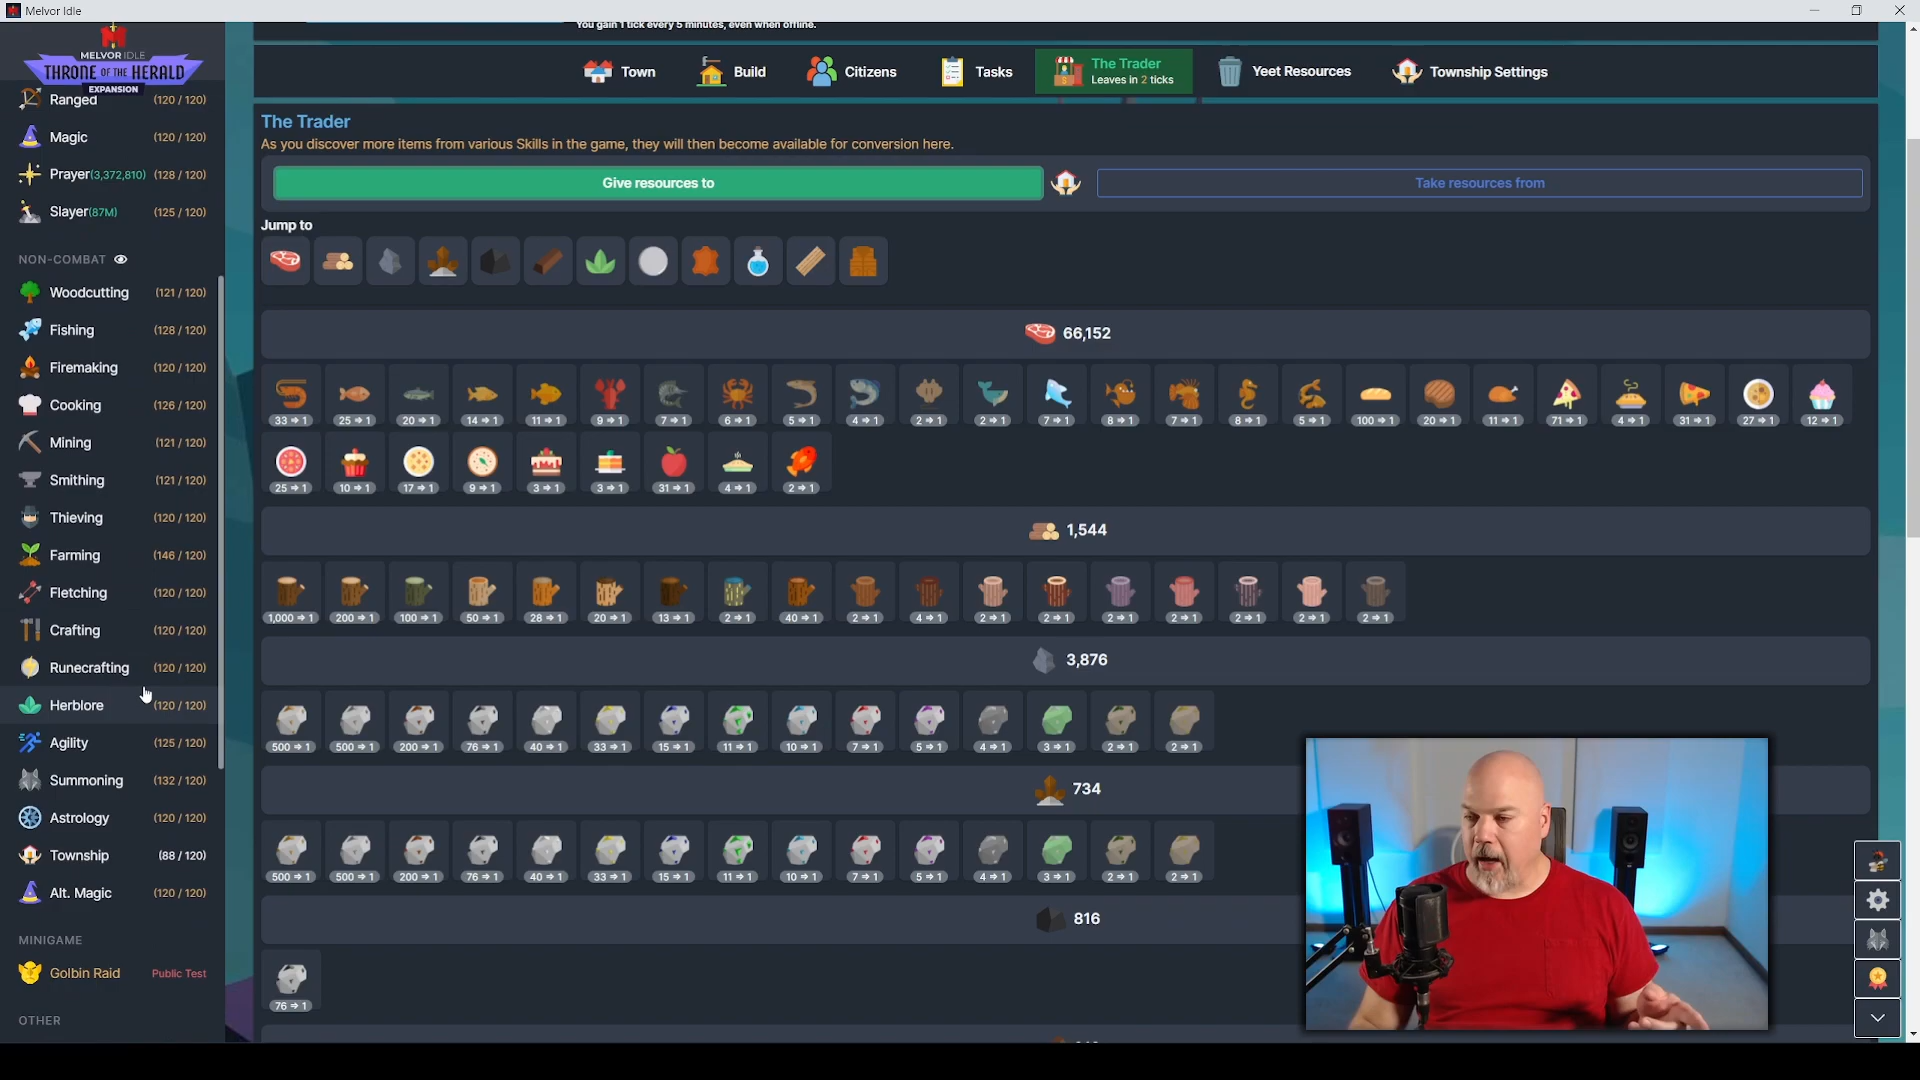 Melvor Idle
MELVOR IDLE
THRONE OF THE HERALD
EXPANSION
Ranged (120 / 120)
Magic (120 / 120)
Prayer(3,372,810) (128 / 120)
Slayer(87M) (125 / 120)
NON-COMBAT
Woodcutting (121 / 120)
Fishing (128 / 120)
Firemaking (120 / 120)
Cooking (126 / 120)
Mining (121 / 120)
Smithing (121 / 120)
Thieving (120 / 120)
Farming (146 / 120)
Fletching (120 / 120)
Crafting (120 / 120)
Runecrafting (120 / 120)
Herblore (120 / 120)
Agility (125 / 120)
Summoning (132 / 120)
Astrology (120 / 120)
Township (88 / 120)
Alt. Magic (120 / 120)
MINIGAME
Golbin Raid Public Test
OTHER
You gain 1 tick every 5 minutes, even when offline.
Town Build Citizens Tasks The Trader Leaves in 2 ticks Yeet Resources Township Settings
The Trader
As you discover more items from various Skills in the game, they will then become available for conversion here.
Give resources to Take resources from
Jump to
66,152
33 ➔ 1 25 ➔ 1 20 ➔ 1 14 ➔ 1 11 ➔ 1 9 ➔ 1 7 ➔ 1 6 ➔ 1 5 ➔ 1 4 ➔ 1 2 ➔ 1 2 ➔ 1 7 ➔ 1 8 ➔ 1 7 ➔ 1 8 ➔ 1 5 ➔ 1 100 ➔ 1 20 ➔ 1 11 ➔ 1 71 ➔ 1 4 ➔ 1 31 ➔ 1 27 ➔ 1 12 ➔ 1
25 ➔ 1 10 ➔ 1 17 ➔ 1 9 ➔ 1 3 ➔ 1 3 ➔ 1 31 ➔ 1 4 ➔ 1 2 ➔ 1
1,544
1,000 ➔ 1 200 ➔ 1 100 ➔ 1 50 ➔ 1 28 ➔ 1 20 ➔ 1 13 ➔ 1 2 ➔ 1 40 ➔ 1 2 ➔ 1 4 ➔ 1 2 ➔ 1 2 ➔ 1 2 ➔ 1 2 ➔ 1 2 ➔ 1 2 ➔ 1 2 ➔ 1
3,876
500 ➔ 1 500 ➔ 1 200 ➔ 1 76 ➔ 1 40 ➔ 1 33 ➔ 1 15 ➔ 1 11 ➔ 1 10 ➔ 1 7 ➔ 1 5 ➔ 1 4 ➔ 1 3 ➔ 1 2 ➔ 1 2 ➔ 1
734
500 ➔ 1 500 ➔ 1 200 ➔ 1 76 ➔ 1 40 ➔ 1 33 ➔ 1 15 ➔ 1 11 ➔ 1 10 ➔ 1 7 ➔ 1 5 ➔ 1 4 ➔ 1 3 ➔ 1 2 ➔ 1 2 ➔ 1
816
76 ➔ 1